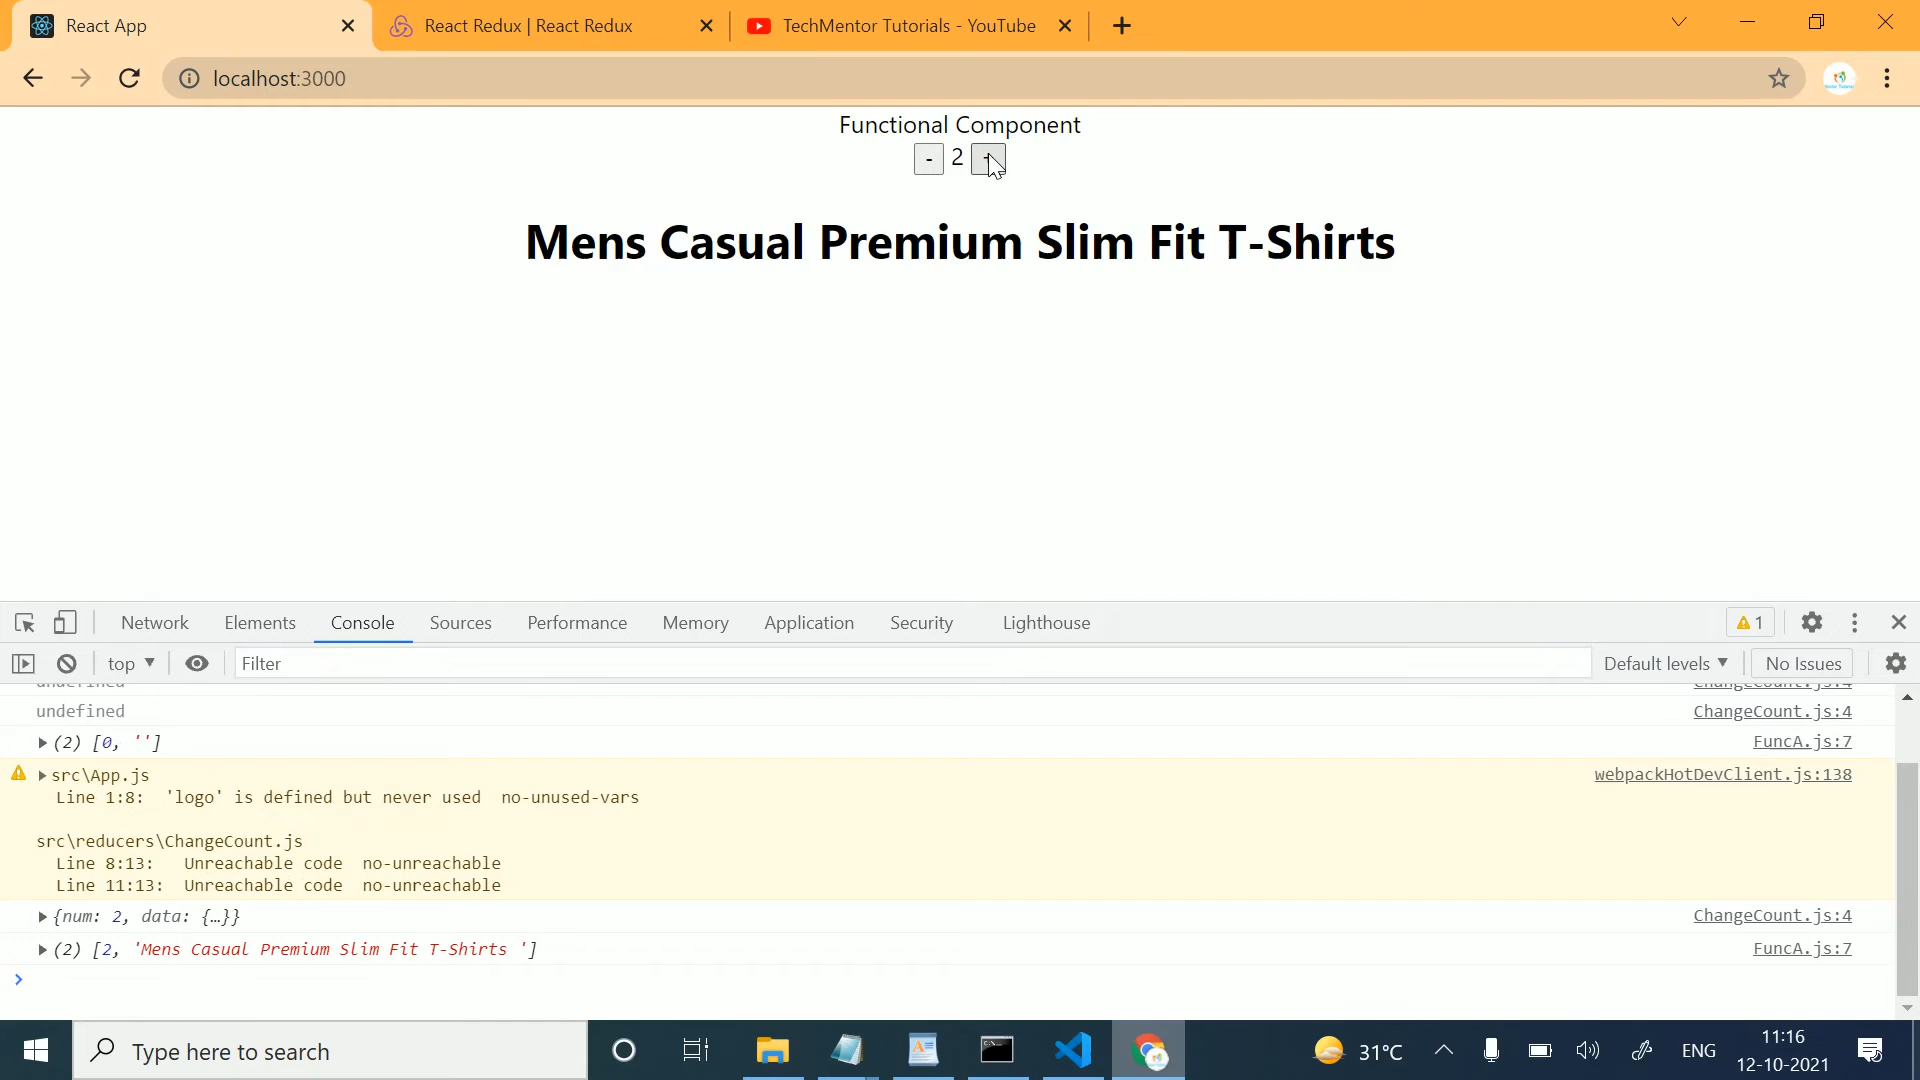 React App
React Redux | React Redux
TechMentor Tutorials - YouTube
localhost:3000
Functional Component
- 2
Mens Casual Premium Slim Fit T-Shirts
Network Elements Console Sources Performance Memory Application Security Lighthouse 1
top Filter Default levels No Issues
undefined ChangeCount.js:4
undefined ChangeCount.js:4
(2) [0, ''] FuncA.js:7
src\App.js webpackHotDevClient.js:138
Line 1:8: 'logo' is defined but never used no-unused-vars
src\reducers\ChangeCount.js
Line 8:13: Unreachable code no-unreachable
Line 11:13: Unreachable code no-unreachable
{num: 2, data: {…}} ChangeCount.js:4
(2) [2, 'Mens Casual Premium Slim Fit T-Shirts '] FuncA.js:7
Type here to search
31°C ENG
11:16
12-10-2021